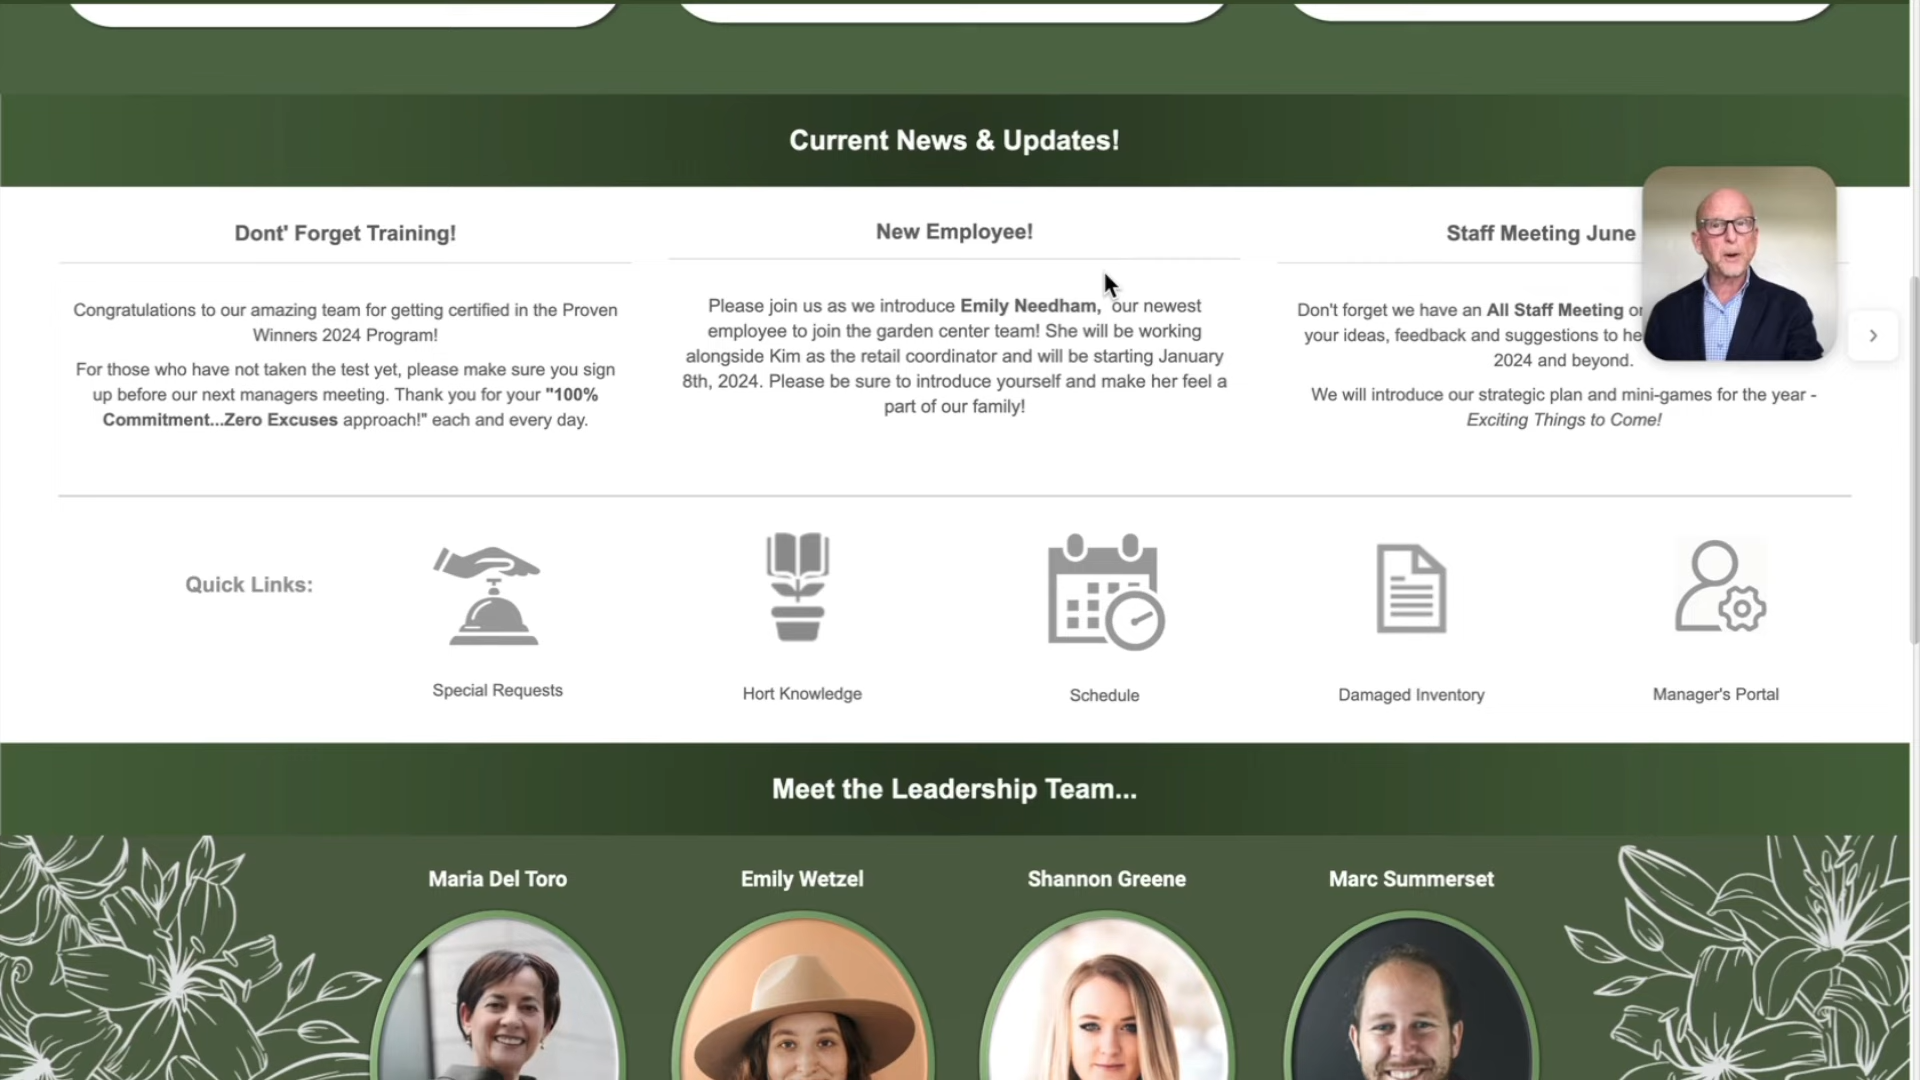 Current News & Updates!
Dont' Forget Training!
Congratulations to our amazing team for getting certified in the Proven
Winners 2024 Program!
For those who have not taken the test yet, please make sure you sign
up before our next managers meeting. Thank you for your "100%
Commitment...Zero Excuses approach!" each and every day.
New Employee!
Please join us as we introduce Emily Needham, our newest
employee to join the garden center team! She will be working
alongside Kim as the retail coordinator and will be starting January
8th, 2024. Please be sure to introduce yourself and make her feel a
part of our family!
Staff Meeting June
Don't forget we have an All Staff Meeting
your ideas, feedback and suggestions to
2024 and beyond.
We will introduce our strategic plan and mini-games for the year -
Exciting Things to Come!
Quick Links:
Special Requests
Hort Knowledge
Schedule
Damaged Inventory
Manager's Portal
Meet the Leadership Team...
Maria Del Toro
Emily Wetzel
Shannon Greene
Marc Summerset